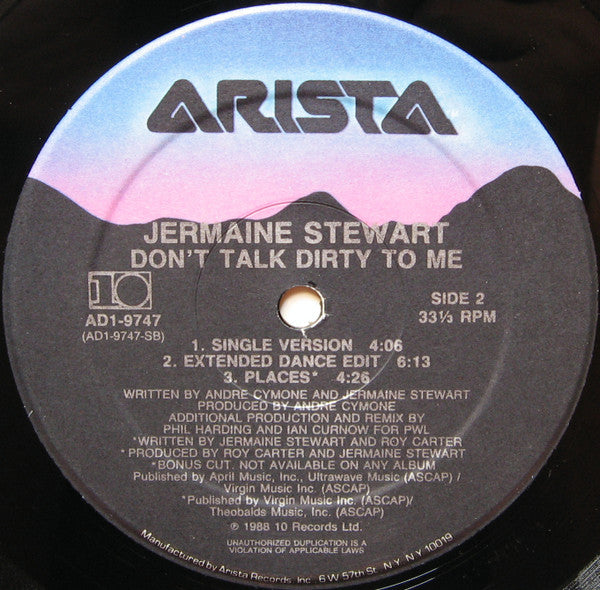 ARISTA
JERMAINE STEWART
DON'T TALK DIRTY TO ME
10
AD1-9747
(AD1-9747-SB)
SIDE 2
33⅓ RPM
1. SINGLE VERSION 4:06
2. EXTENDED DANCE EDIT 6:13
3. PLACES* 4:26
WRITTEN BY ANDRE CYMONE AND JERMAINE STEWART
PRODUCED BY ANDRE CYMONE
ADDITIONAL PRODUCTION AND REMIX BY
PHIL HARDING AND IAN CURNOW FOR PWL
*WRITTEN BY JERMAINE STEWART AND ROY CARTER
*PRODUCED BY ROY CARTER AND JERMAINE STEWART
*BONUS CUT. NOT AVAILABLE ON ANY ALBUM
Published by April Music, Inc., Ultrawave Music (ASCAP) /
Virgin Music Inc. (ASCAP)
*Published by Virgin Music Inc. (ASCAP)/
Theobalds Music, Inc. (ASCAP)
℗ 1988 10 Records Ltd.
UNAUTHORIZED DUPLICATION IS A
VIOLATION OF APPLICABLE LAWS
Manufactured by Arista Records, Inc. 6 W 57th St. N.Y. N.Y. 10019